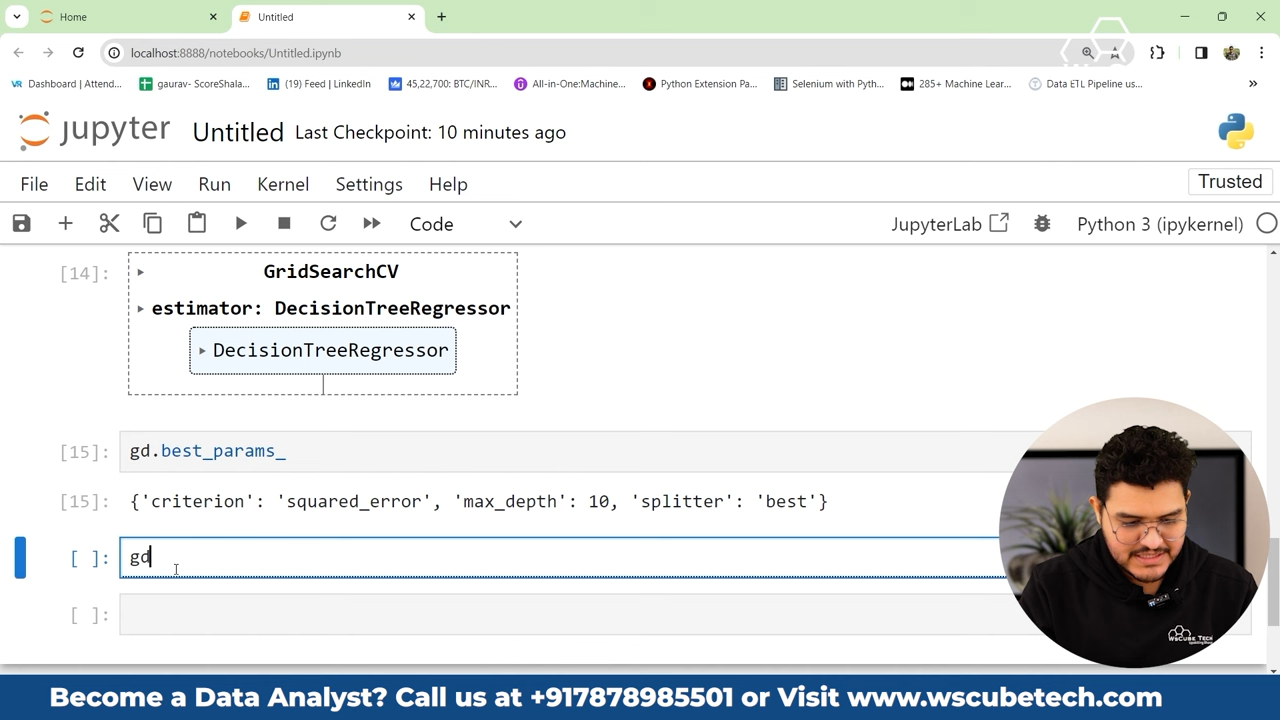 Home
Untitled
localhost:8888/notebooks/Untitled.ipynb
Dashboard | Attend...
gaurav- ScoreShala...
(19) Feed | LinkedIn
45,22,700: BTC/INR...
All-in-One:Machine...
Python Extension Pa...
Selenium with Pyth...
285+ Machine Lear...
Data ETL Pipeline us...
jupyter Untitled Last Checkpoint: 10 minutes ago
File Edit View Run Kernel Settings Help
Trusted
Code
JupyterLab
Python 3 (ipykernel)
[14]:
GridSearchCV
estimator: DecisionTreeRegressor
DecisionTreeRegressor
[15]: gd.best_params_
[15]: {'criterion': 'squared_error', 'max_depth': 10, 'splitter': 'best'}
[ ]: gd
[ ]:
WsCube Tech
Become a Data Analyst? Call us at +917878985501 or Visit www.wscubetech.com